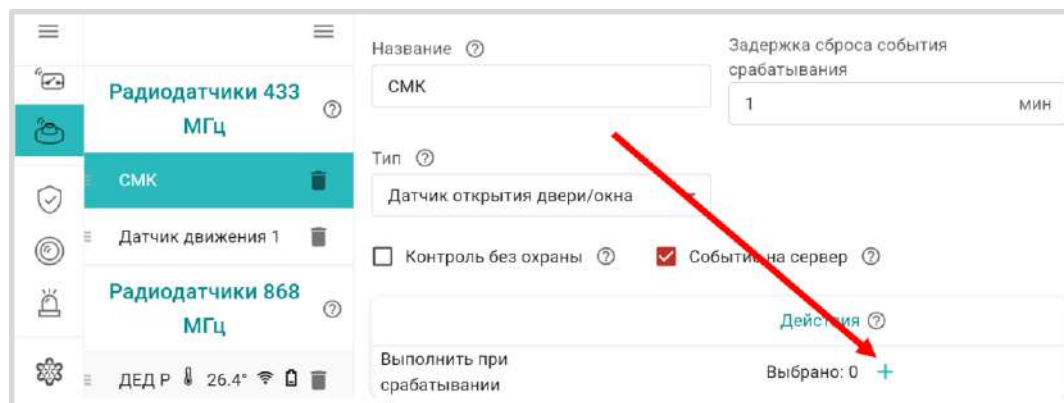 Радиодатчики 433
МГц
СМК
Датчик движения 1
Радиодатчики 868
МГц
ДЕД Р 26.4°
Название
СМК
Задержка сброса события
срабатывания
1 мин
Тип
Датчик открытия двери/окна
Контроль без охраны Событие на сервер
Действия
Выполнить при
срабатывании
Выбрано: 0 +